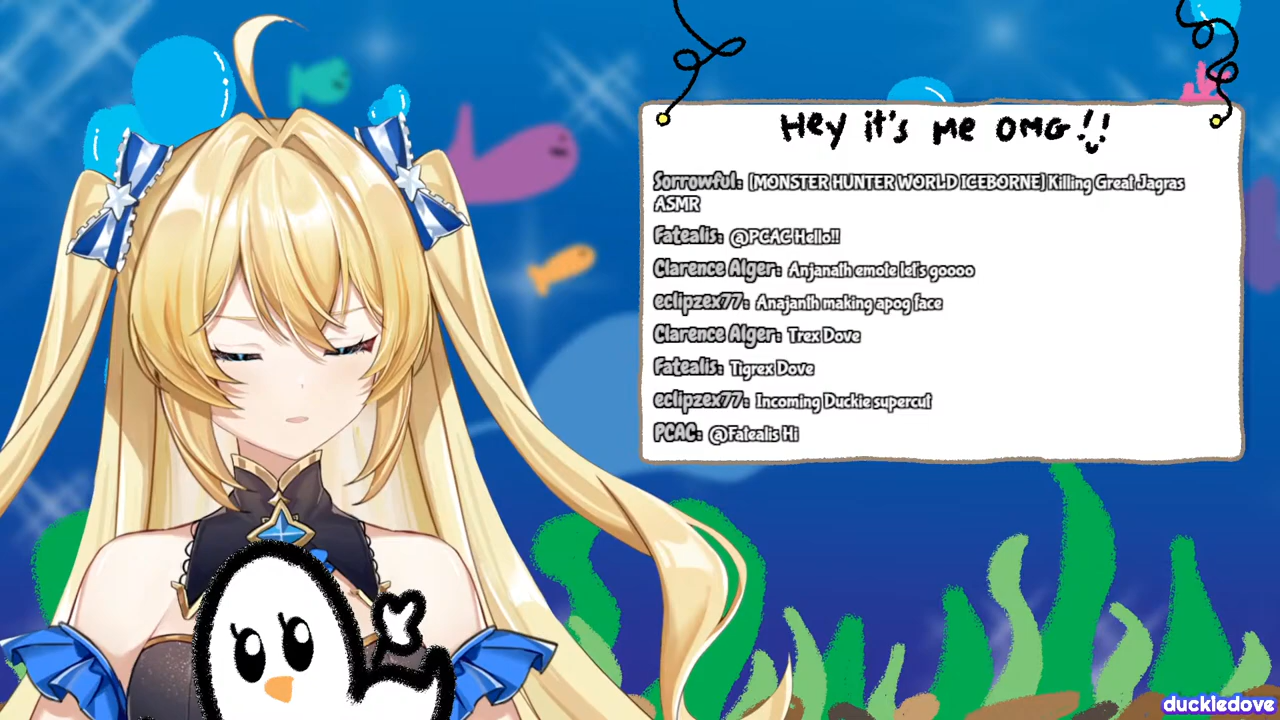 Hey it's me OMG!!
Sorrowful: [MONSTER HUNTER WORLD ICEBORNE] Killing Great Jagras
ASMR
Fatealis: @PCAC Hello!!
Clarence Alger: Anjanath emote let's goooo
eclipzex77: Anajanth making apog face
Clarence Alger: Trex Dove
Fatealis: Tigrex Dove
eclipzex77: Incoming Duckie supercut
PCAC: @Fatealis Hi
duckledove